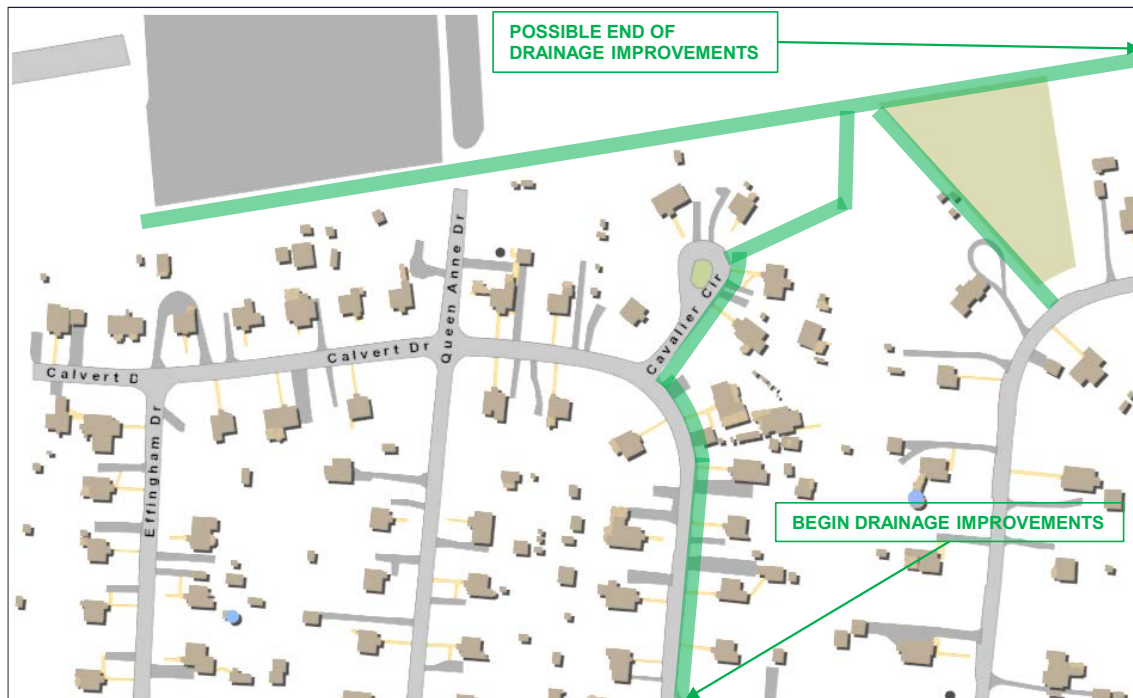 POSSIBLE END OF
DRAINAGE IMPROVEMENTS
Queen Anne Dr
Cavalier Cir
Calvert Dr
Calvert D
Effingham Dr
BEGIN DRAINAGE IMPROVEMENTS